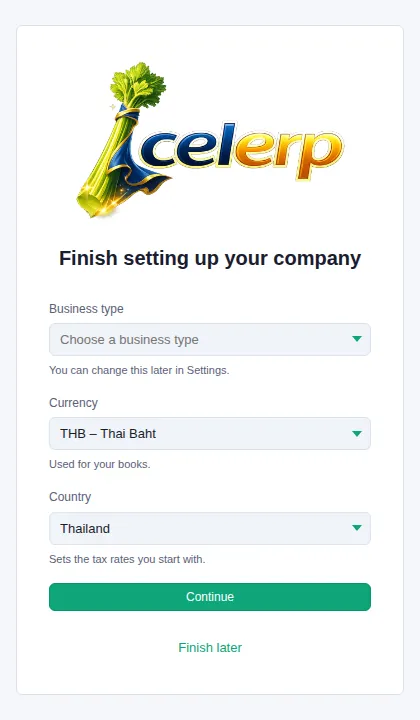 celerp
Finish setting up your company
Business type
Choose a business type
You can change this later in Settings.
Currency
THB – Thai Baht
Used for your books.
Country
Thailand
Sets the tax rates you start with.
Continue
Finish later